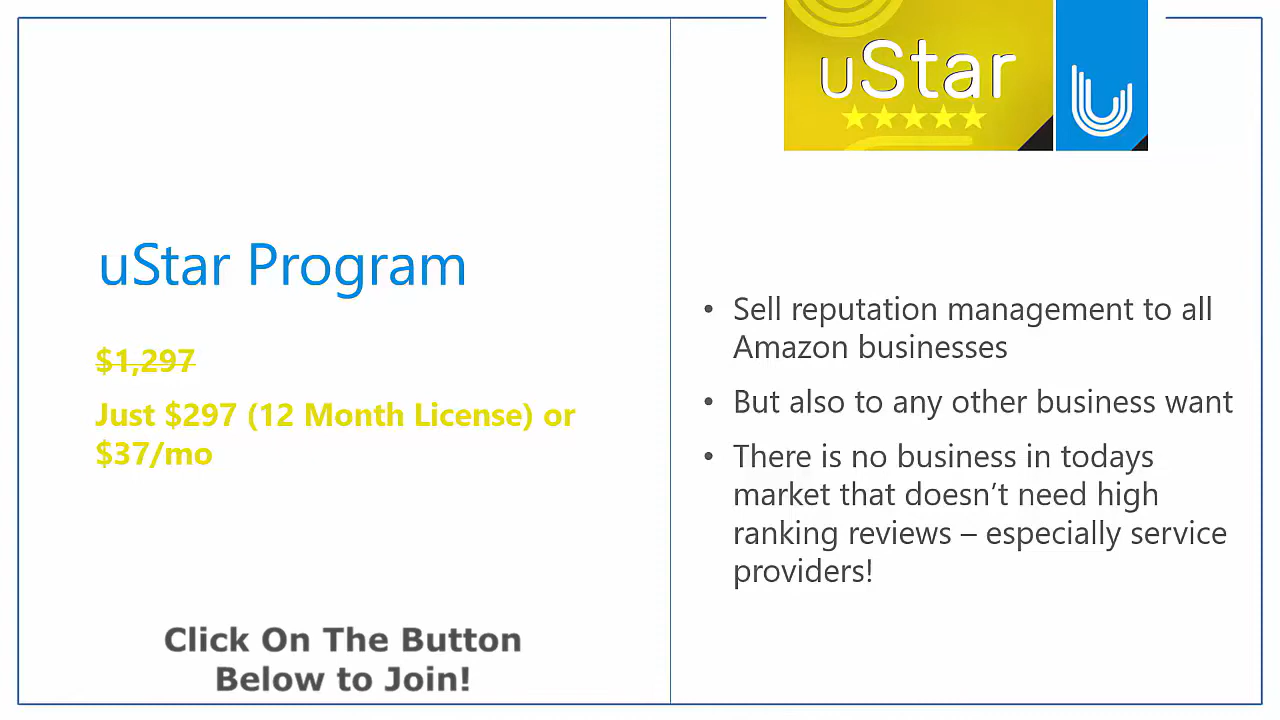 uStar
uStar Program
$1,297
Just $297 (12 Month License) or
$37/mo
Click On The Button
Below to Join!
• Sell reputation management to all
Amazon businesses
• But also to any other business want
• There is no business in todays
market that doesn’t need high
ranking reviews – especially service
providers!